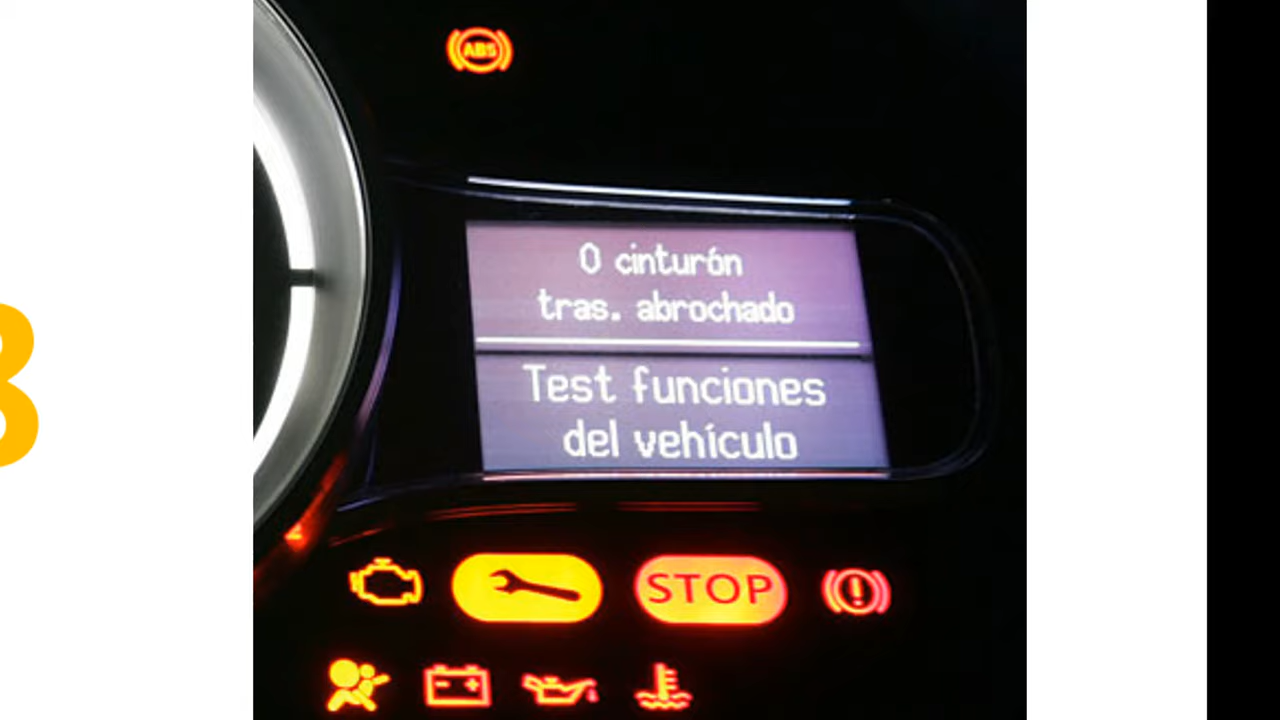 ABS
0 cinturón
tras. abrochado
Test funciones
del vehículo
STOP